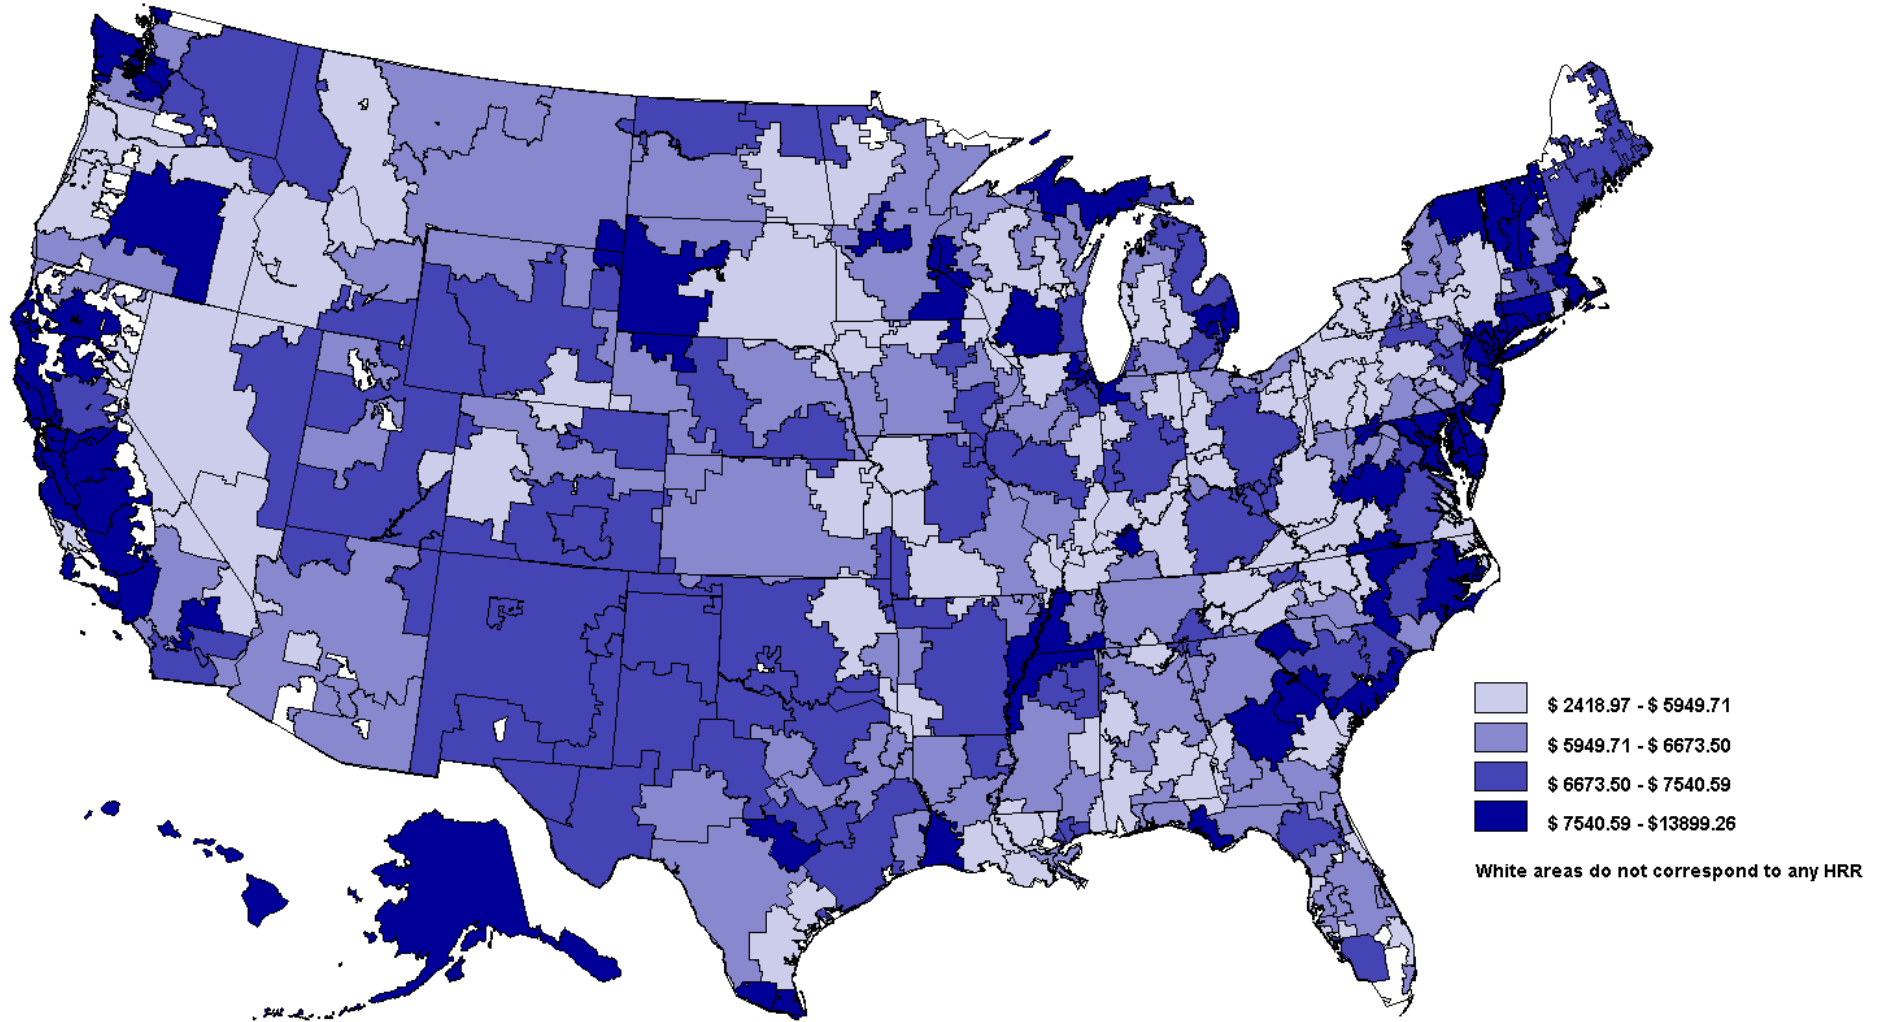 $ 2418.97 - $ 5949.71
$ 5949.71 - $ 6673.50
$ 6673.50 - $ 7540.59
$ 7540.59 - $13899.26
White areas do not correspond to any HRR